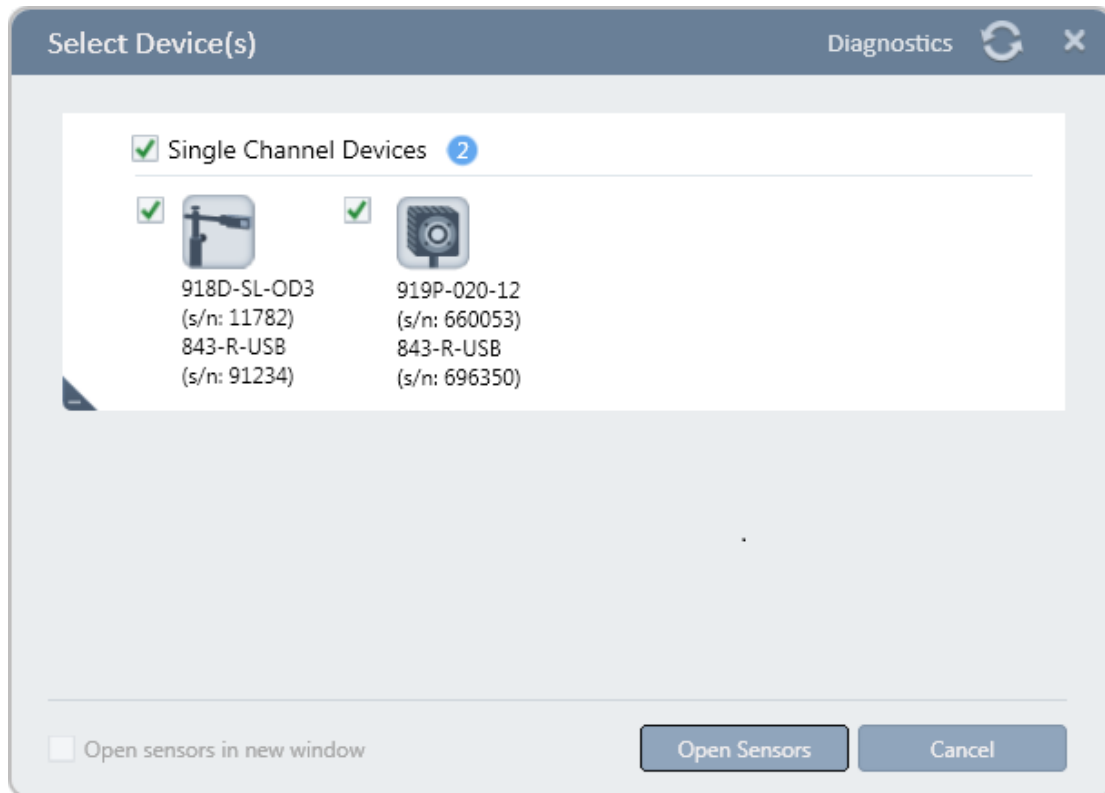 Select Device(s)
Diagnostics
Single Channel Devices 2
918D-SL-OD3
(s/n: 11782)
843-R-USB
(s/n: 91234)
919P-020-12
(s/n: 660053)
843-R-USB
(s/n: 696350)
Open sensors in new window
Open Sensors
Cancel